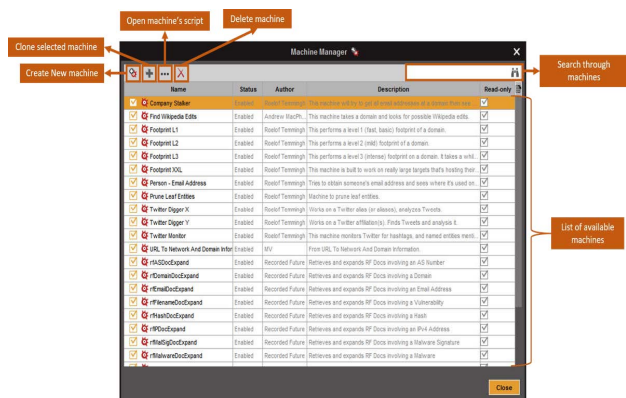 Open machine's script
Delete machine
Clone selected machine
Create New machine
Search through machines
List of available machines
Machine Manager
X
Name Status Author Description Read-only
Company Stalker Enabled Roelof Temmingh This machine will try to get all email addresses at a domain then see ...
Find Wikipedia Edits Enabled Andrew MacPh... This machine takes a domain and looks for possible Wikipedia edits.
Footprint L1 Enabled Roelof Temmingh This performs a level 1 (fast, basic) footprint of a domain.
Footprint L2 Enabled Roelof Temmingh This performs a level 2 (mild) footprint of a domain.
Footprint L3 Enabled Roelof Temmingh This performs a level 3 (intense) footprint on a domain. It takes a whil...
Footprint XXL Enabled Roelof Temmingh This machine is built to work on really large targets that's hosting their...
Person - Email Address Enabled Roelof Temmingh Tries to obtain someone's email address and sees where it's used on...
Prune Leaf Entities Enabled Roelof Temmingh Machine to prune leaf entities.
Twitter Digger X Enabled Roelof Temmingh Works on a Twitter alias (or aliases), analyzes Tweets.
Twitter Digger Y Enabled Roelof Temmingh Works on a Twitter affiliation(s). Finds Tweets and analysis it.
Twitter Monitor Enabled Roelof Temmingh This machine monitors Twitter for hashtags, and named entities menti...
URL To Network And Domain Infor Enabled MV From URL To Network And Domain Information.
rfASDocExpand Enabled Recorded Future Retrieves and expands RF Docs involving an AS Number
rfDomainDocExpand Enabled Recorded Future Retrieves and expands RF Docs involving a Domain
rfEmailDocExpand Enabled Recorded Future Retrieves and expands RF Docs involving an Email Address
rfFilenameDocExpand Enabled Recorded Future Retrieves and expands RF Docs involving a Vulnerability
rfHashDocExpand Enabled Recorded Future Retrieves and expands RF Docs involving a Hash
rfIPDocExpand Enabled Recorded Future Retrieves and expands RF Docs involving an IPv4 Address
rfMalSigDocExpand Enabled Recorded Future Retrieves and expands RF Docs involving a Malware Signature
rfMalwareDocExpand Enabled Recorded Future Retrieves and expands RF Docs involving a Malware
Close